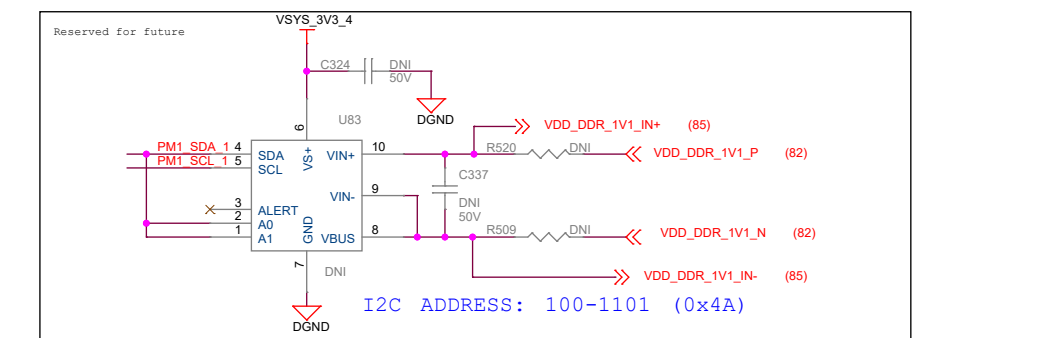 VSYS_3V3_4
Reserved for future
C324 DNI
50V
DGND
U83
VDD_DDR_1V1_IN+ (85)
6
PM1_SDA_1 4 SDA VS+ VIN+ 10 R520 DNI VDD_DDR_1V1_P (82)
PM1_SCL_1 5 SCL
C337
9 VIN-
DNI
50V
3 ALERT
2 A0
1 A1 GND VBUS 8 R509 DNI VDD_DDR_1V1_N (82)
7 DNI
VDD_DDR_1V1_IN- (85)
I2C ADDRESS: 100-1101 (0x4A)
DGND